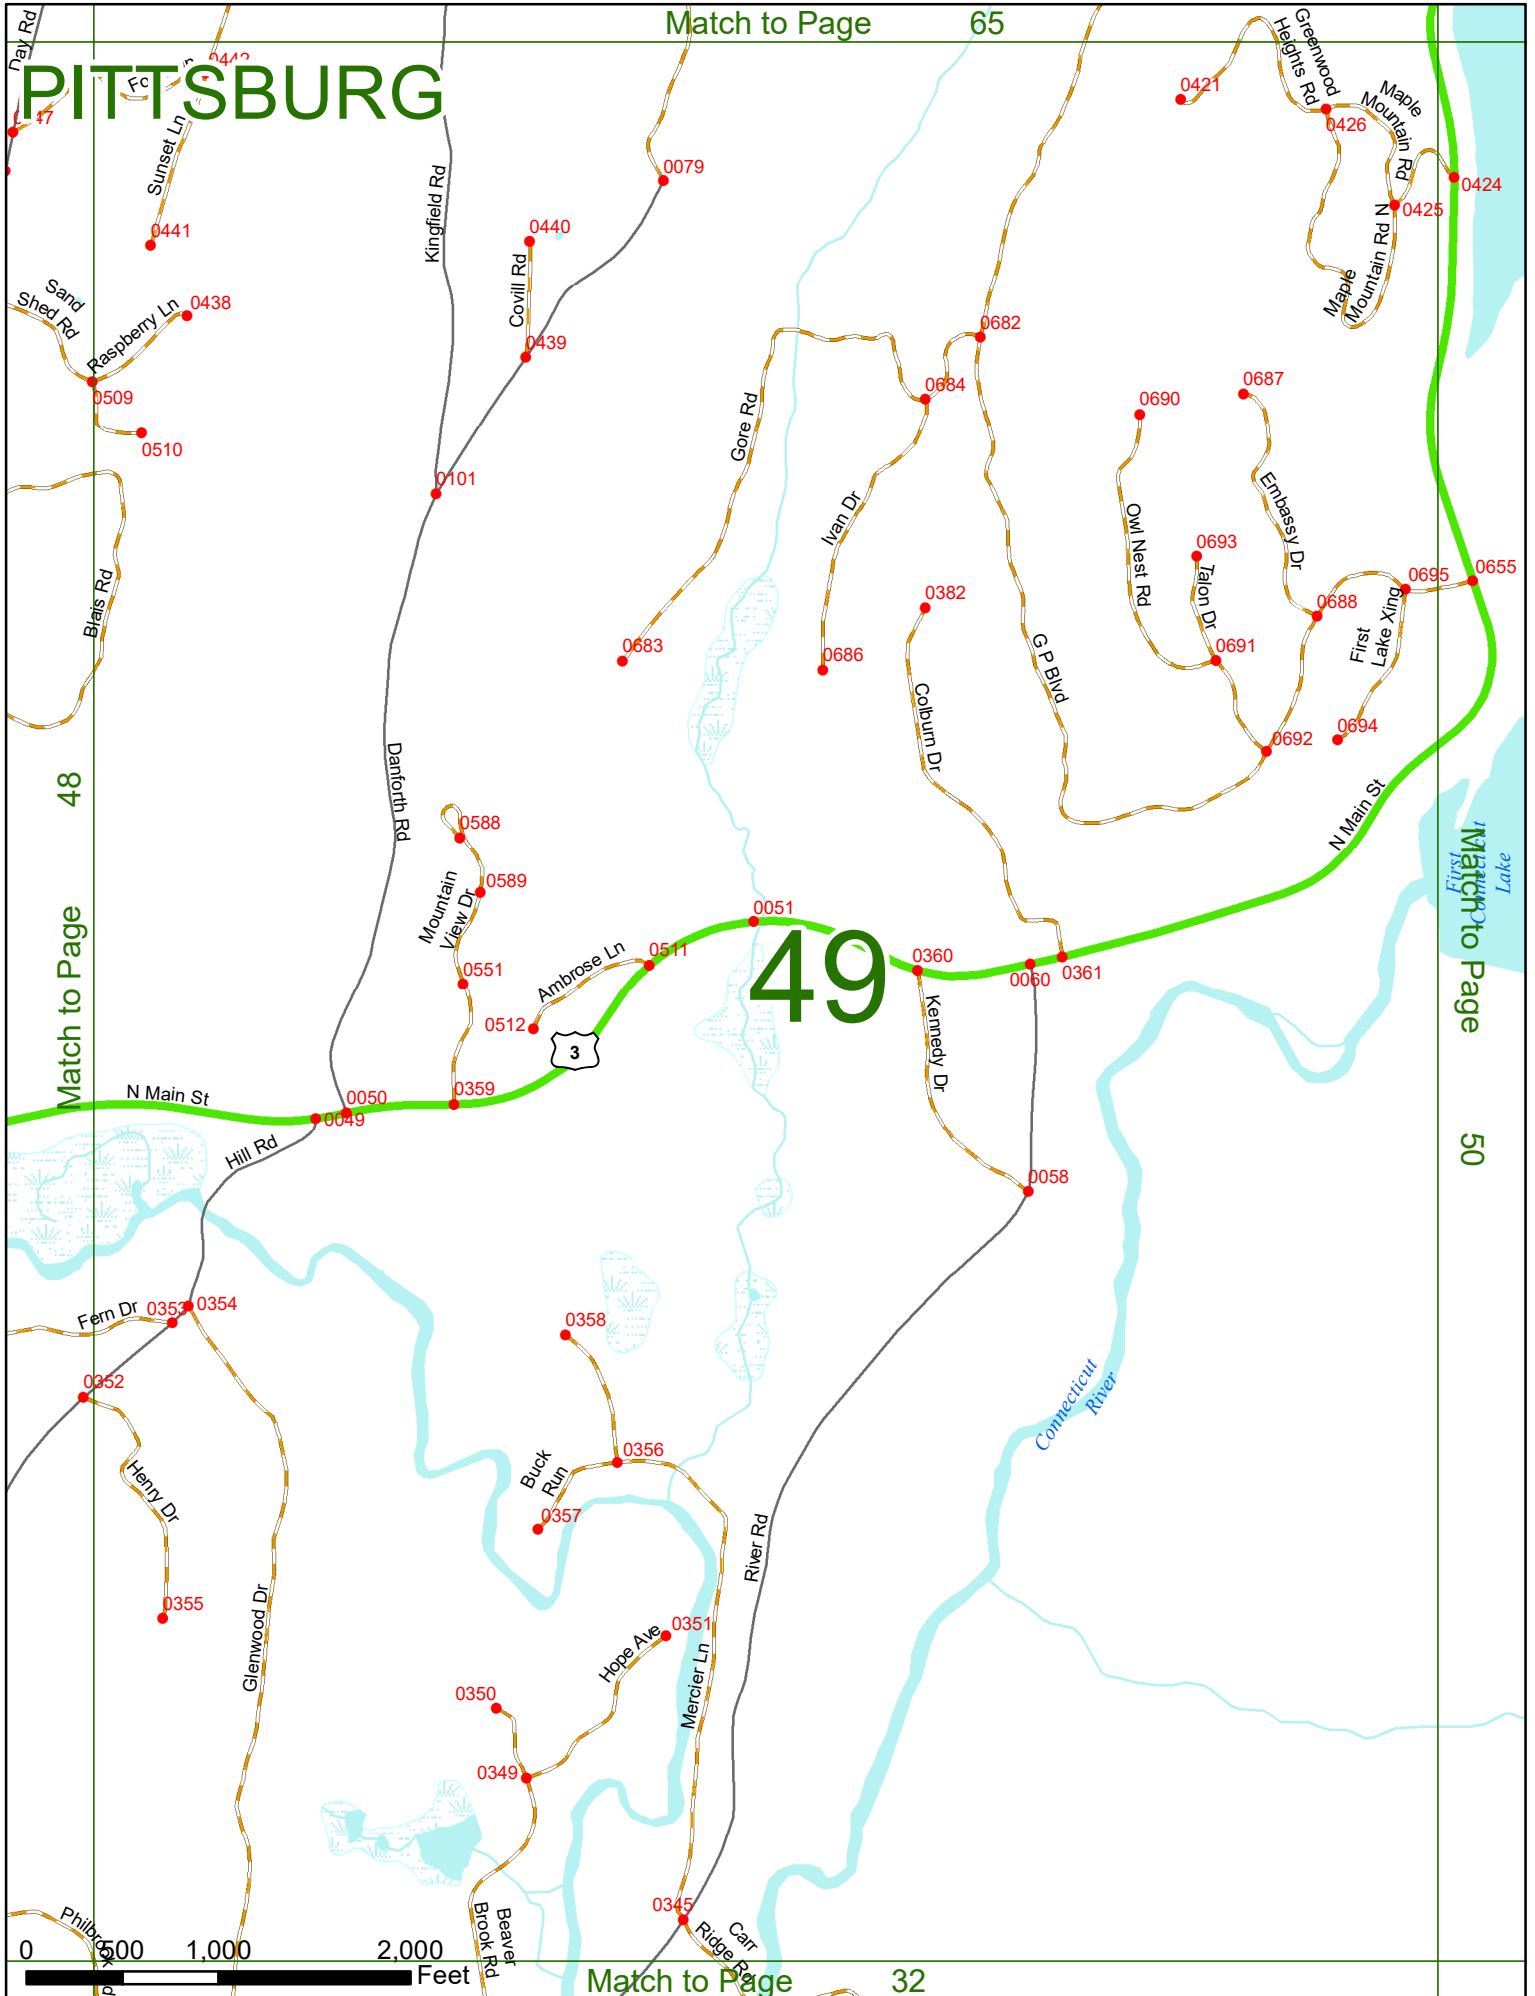 Match to Page 65
PITTSBURG
Day Rd
0442
Sunset Ln
0441
Kingfield Rd
0079
0440
Covill Rd
0439
0421
Greenwood
Heights Rd
0426
Maple
Mountain Rd
0424
0425
Maple
Mountain Rd N
Sand
Shed Rd
Raspberry Ln
0438
0509
0510
0101
0682
0684
Gore Rd
Ivan Dr
0690
0687
Owl Nest Rd
Embassy Dr
0693
Talon Dr
0695
0655
0688
First
Lake Xing
0691
0694
0692
Blais Rd
0683
0686
0382
Colburn Dr
G P Blvd
Danforth Rd
48
Match to Page
0588
0589
Mountain
View Dr
0551
Ambrose Ln
0511
0512
0051
49
3
0360
0060
0361
N Main St
First
Connecticut
Lake
Match to Page
50
Kennedy Dr
N Main St
0049
0050
0359
Hill Rd
0058
Fern Dr
0353
0354
0352
Henry Dr
0355
Glenwood Dr
0358
0356
Buck
Run
0357
River Rd
Connecticut
River
Hope Ave
0351
Mercier Ln
0350
0349
0345
Carr
Ridge Rd
Beaver
Brook Rd
Philbrook
0 500 1,000 2,000
Feet
Match to Page 32